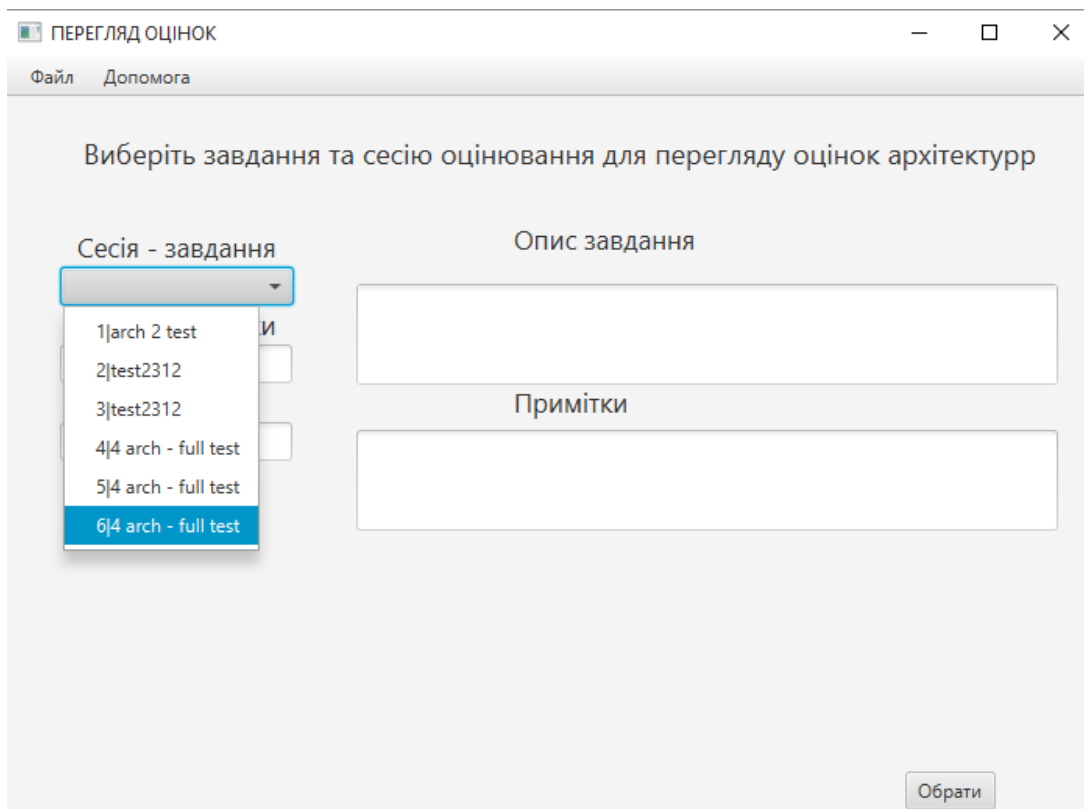 ПЕРЕГЛЯД ОЦІНОК
Файл Допомога
Виберіть завдання та сесію оцінювання для перегляду оцінок архітектурр
Сесія - завдання
Опис завдання
1|arch 2 test
2|test2312
3|test2312
4|4 arch - full test
5|4 arch - full test
6|4 arch - full test
Примітки
Обрати